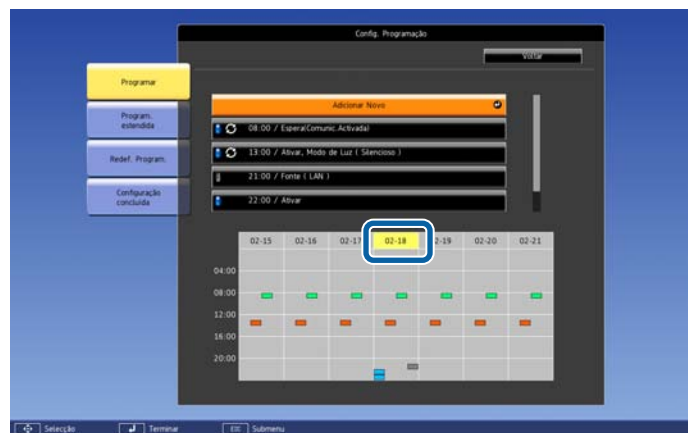 Config. Programação
Voltar
Programar
Program.
estendida
Redef. Program.
Configuração
concluída
Adicionar Novo
08:00 / Espera(Comunic.Activada)
13:00 / Ativar, Modo de Luz ( Silencioso )
21:00 / Fonte ( LAN )
22:00 / Ativar
02-15 02-16 02-17 02-18 2-19 02-20 02-21
04:00
08:00
12:00
16:00
20:00
Selecção Terminar ESC Submenu